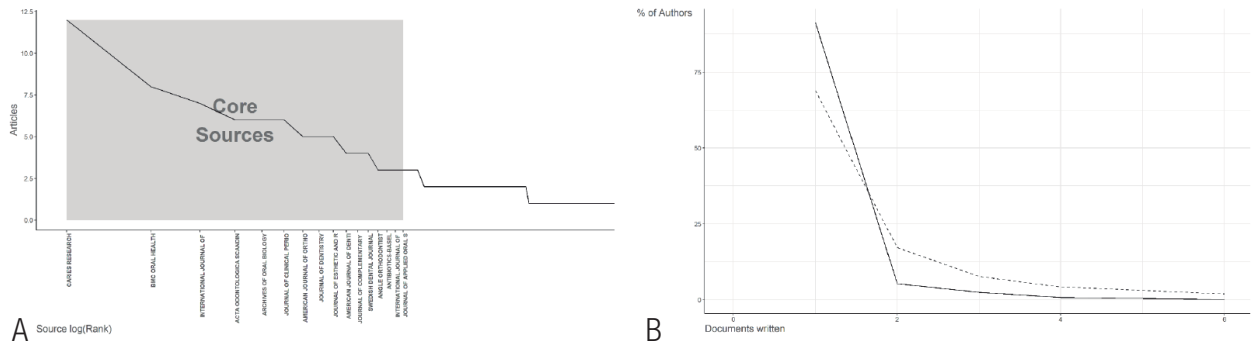 12.5
10.0
7.5
5.0
2.5
0.0
Articles
Core
Sources
CARIES RESEARCH
BMC ORAL HEALTH
INTERNATIONAL JOURNAL OF
ACTA ODONTOLOGICA SCANDIN
ARCHIVES OF ORAL BIOLOGY
JOURNAL OF CLINICAL PERIO
AMERICAN JOURNAL OF ORTHO
JOURNAL OF DENTISTRY
JOURNAL OF ESTHETIC AND R
AMERICAN JOURNAL OF DENTI
JOURNAL OF COMPLEMENTARY
SWEDISH DENTAL JOURNAL
ANGLE ORTHODONTIST
ANTIBIOTICS-BASEL
INTERNATIONAL JOURNAL OF
JOURNAL OF APPLIED ORAL S
Source log(Rank)
A
% of Authors
75
50
25
0
0 2 4 6
Documents written
B